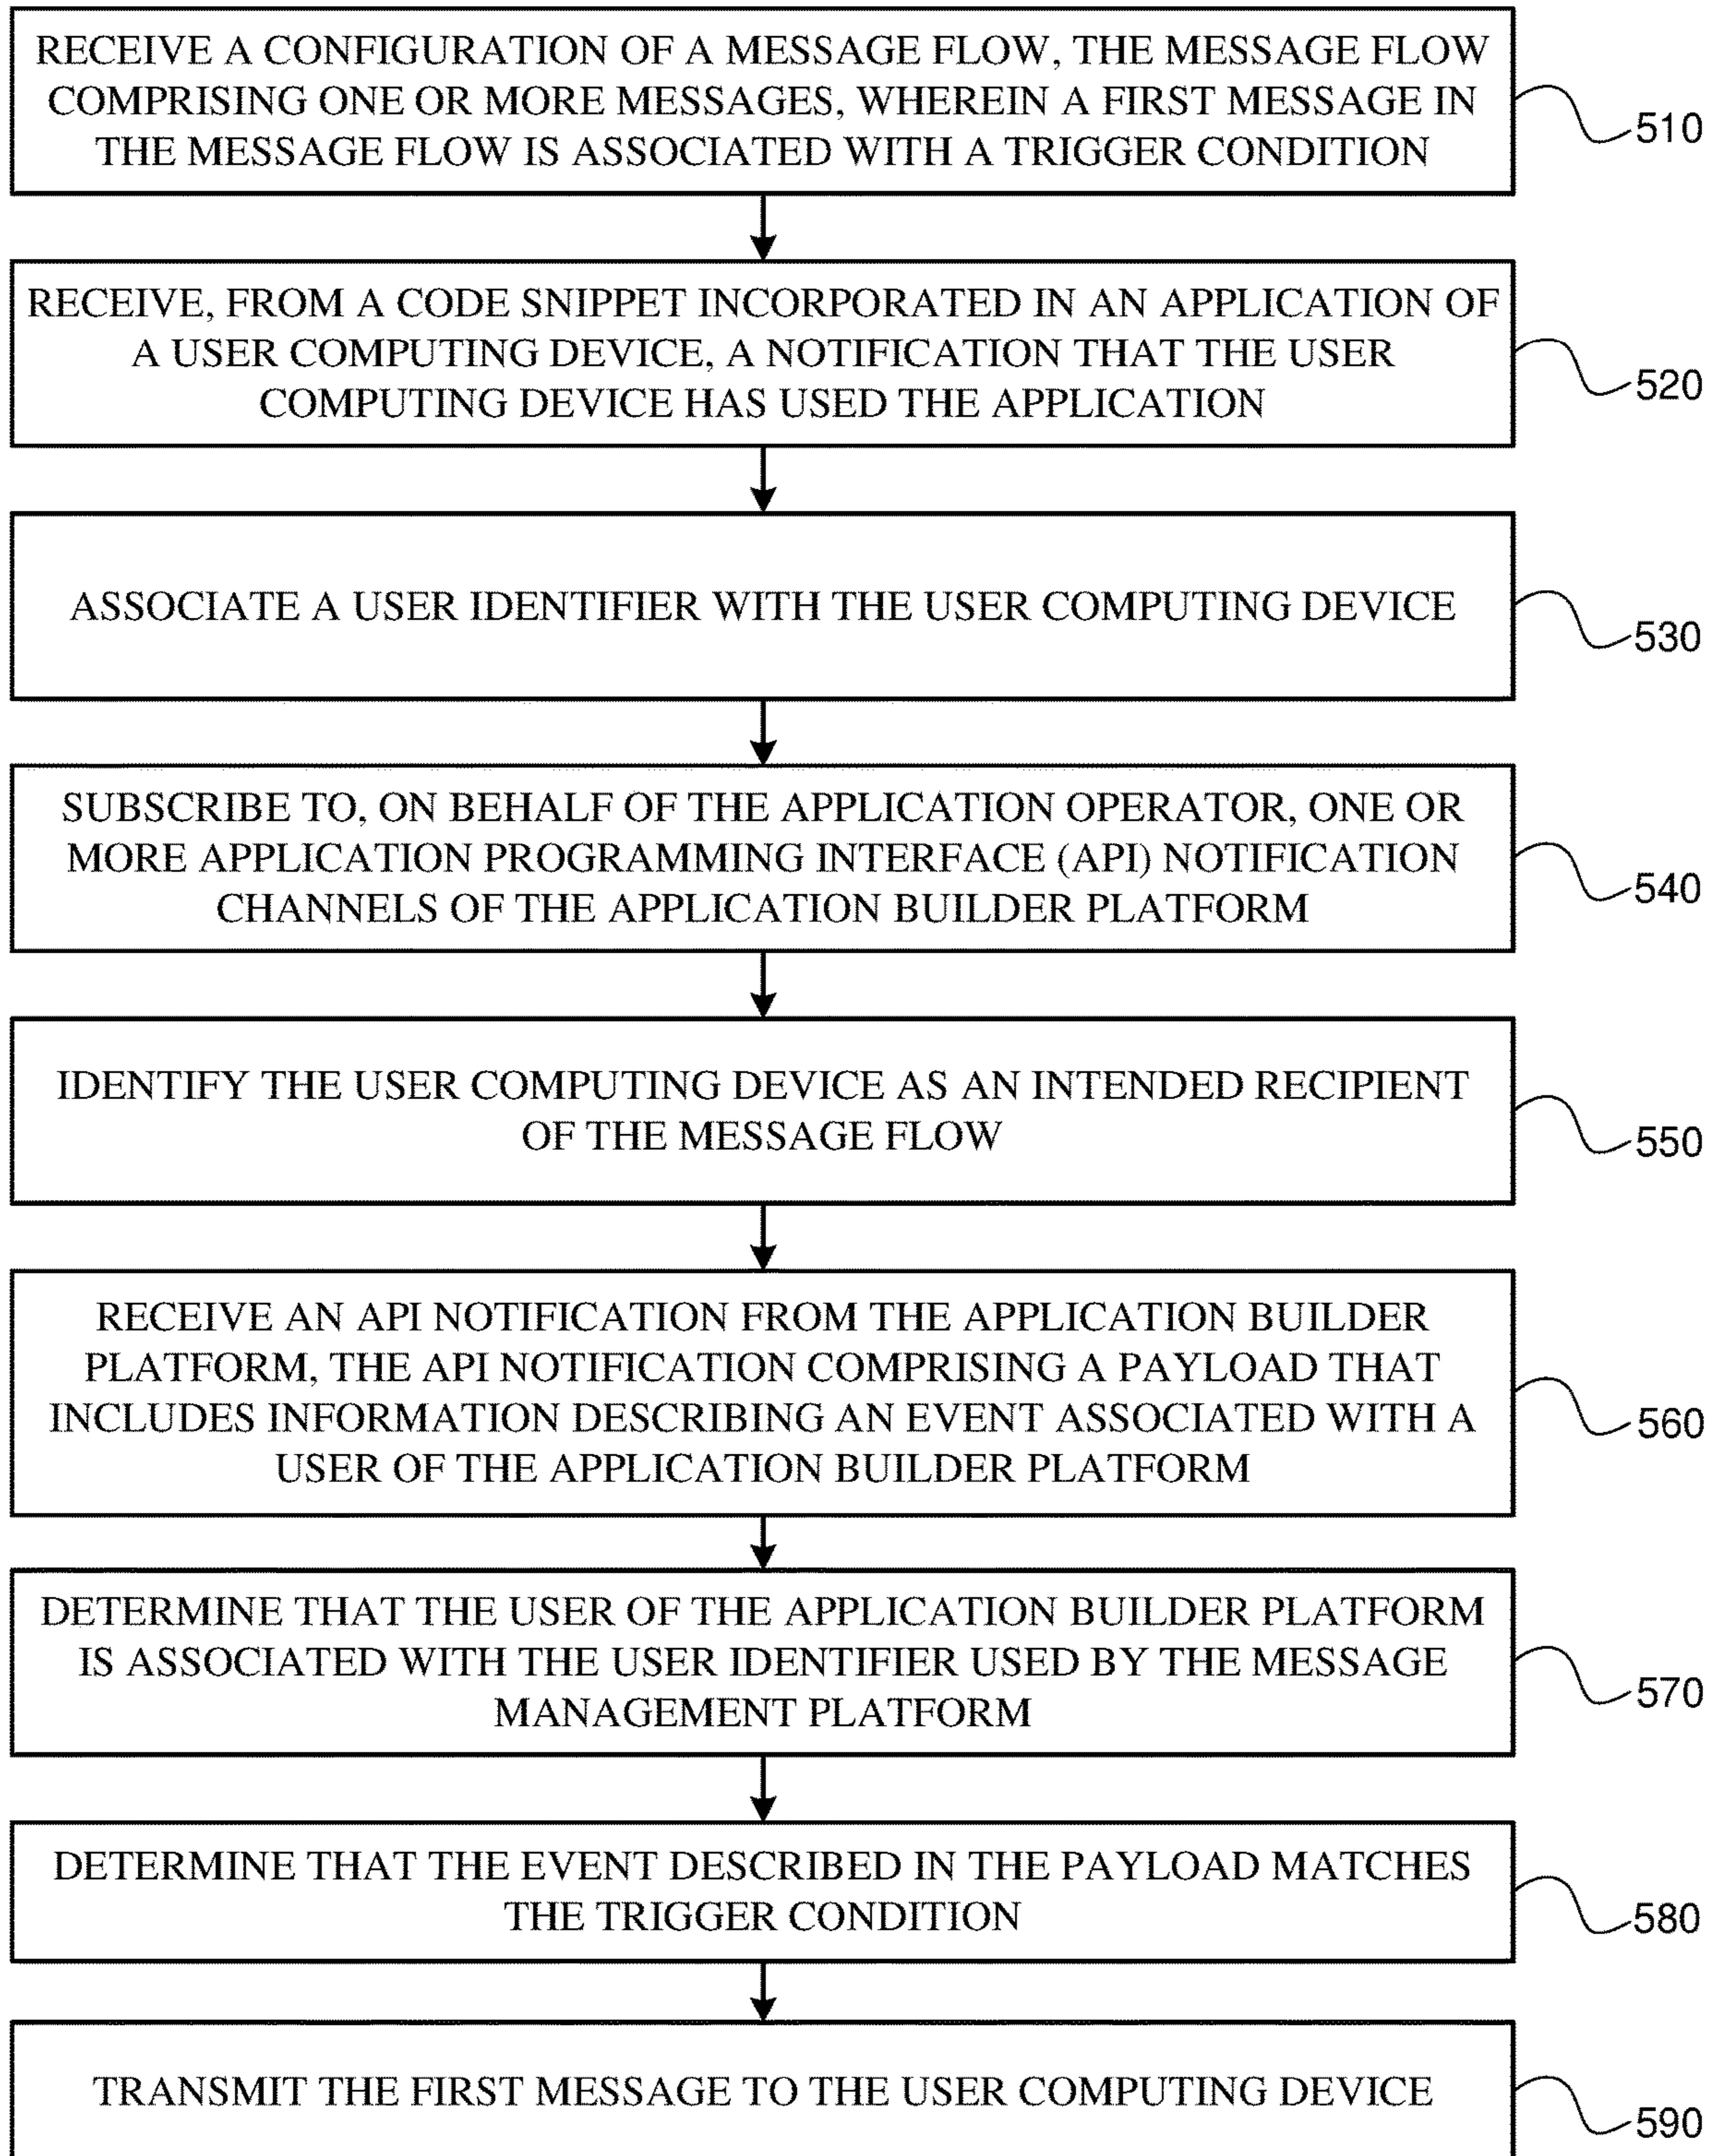 RECEIVE A CONFIGURATION OF A MESSAGE FLOW, THE MESSAGE FLOW
COMPRISING ONE OR MORE MESSAGES, WHEREIN A FIRST MESSAGE IN
THE MESSAGE FLOW IS ASSOCIATED WITH A TRIGGER CONDITION
510
RECEIVE, FROM A CODE SNIPPET INCORPORATED IN AN APPLICATION OF
A USER COMPUTING DEVICE, A NOTIFICATION THAT THE USER
COMPUTING DEVICE HAS USED THE APPLICATION
520
ASSOCIATE A USER IDENTIFIER WITH THE USER COMPUTING DEVICE
530
SUBSCRIBE TO, ON BEHALF OF THE APPLICATION OPERATOR, ONE OR
MORE APPLICATION PROGRAMMING INTERFACE (API) NOTIFICATION
CHANNELS OF THE APPLICATION BUILDER PLATFORM
540
IDENTIFY THE USER COMPUTING DEVICE AS AN INTENDED RECIPIENT
OF THE MESSAGE FLOW
550
RECEIVE AN API NOTIFICATION FROM THE APPLICATION BUILDER
PLATFORM, THE API NOTIFICATION COMPRISING A PAYLOAD THAT
INCLUDES INFORMATION DESCRIBING AN EVENT ASSOCIATED WITH A
USER OF THE APPLICATION BUILDER PLATFORM
560
DETERMINE THAT THE USER OF THE APPLICATION BUILDER PLATFORM
IS ASSOCIATED WITH THE USER IDENTIFIER USED BY THE MESSAGE
MANAGEMENT PLATFORM
570
DETERMINE THAT THE EVENT DESCRIBED IN THE PAYLOAD MATCHES
THE TRIGGER CONDITION
580
TRANSMIT THE FIRST MESSAGE TO THE USER COMPUTING DEVICE
590